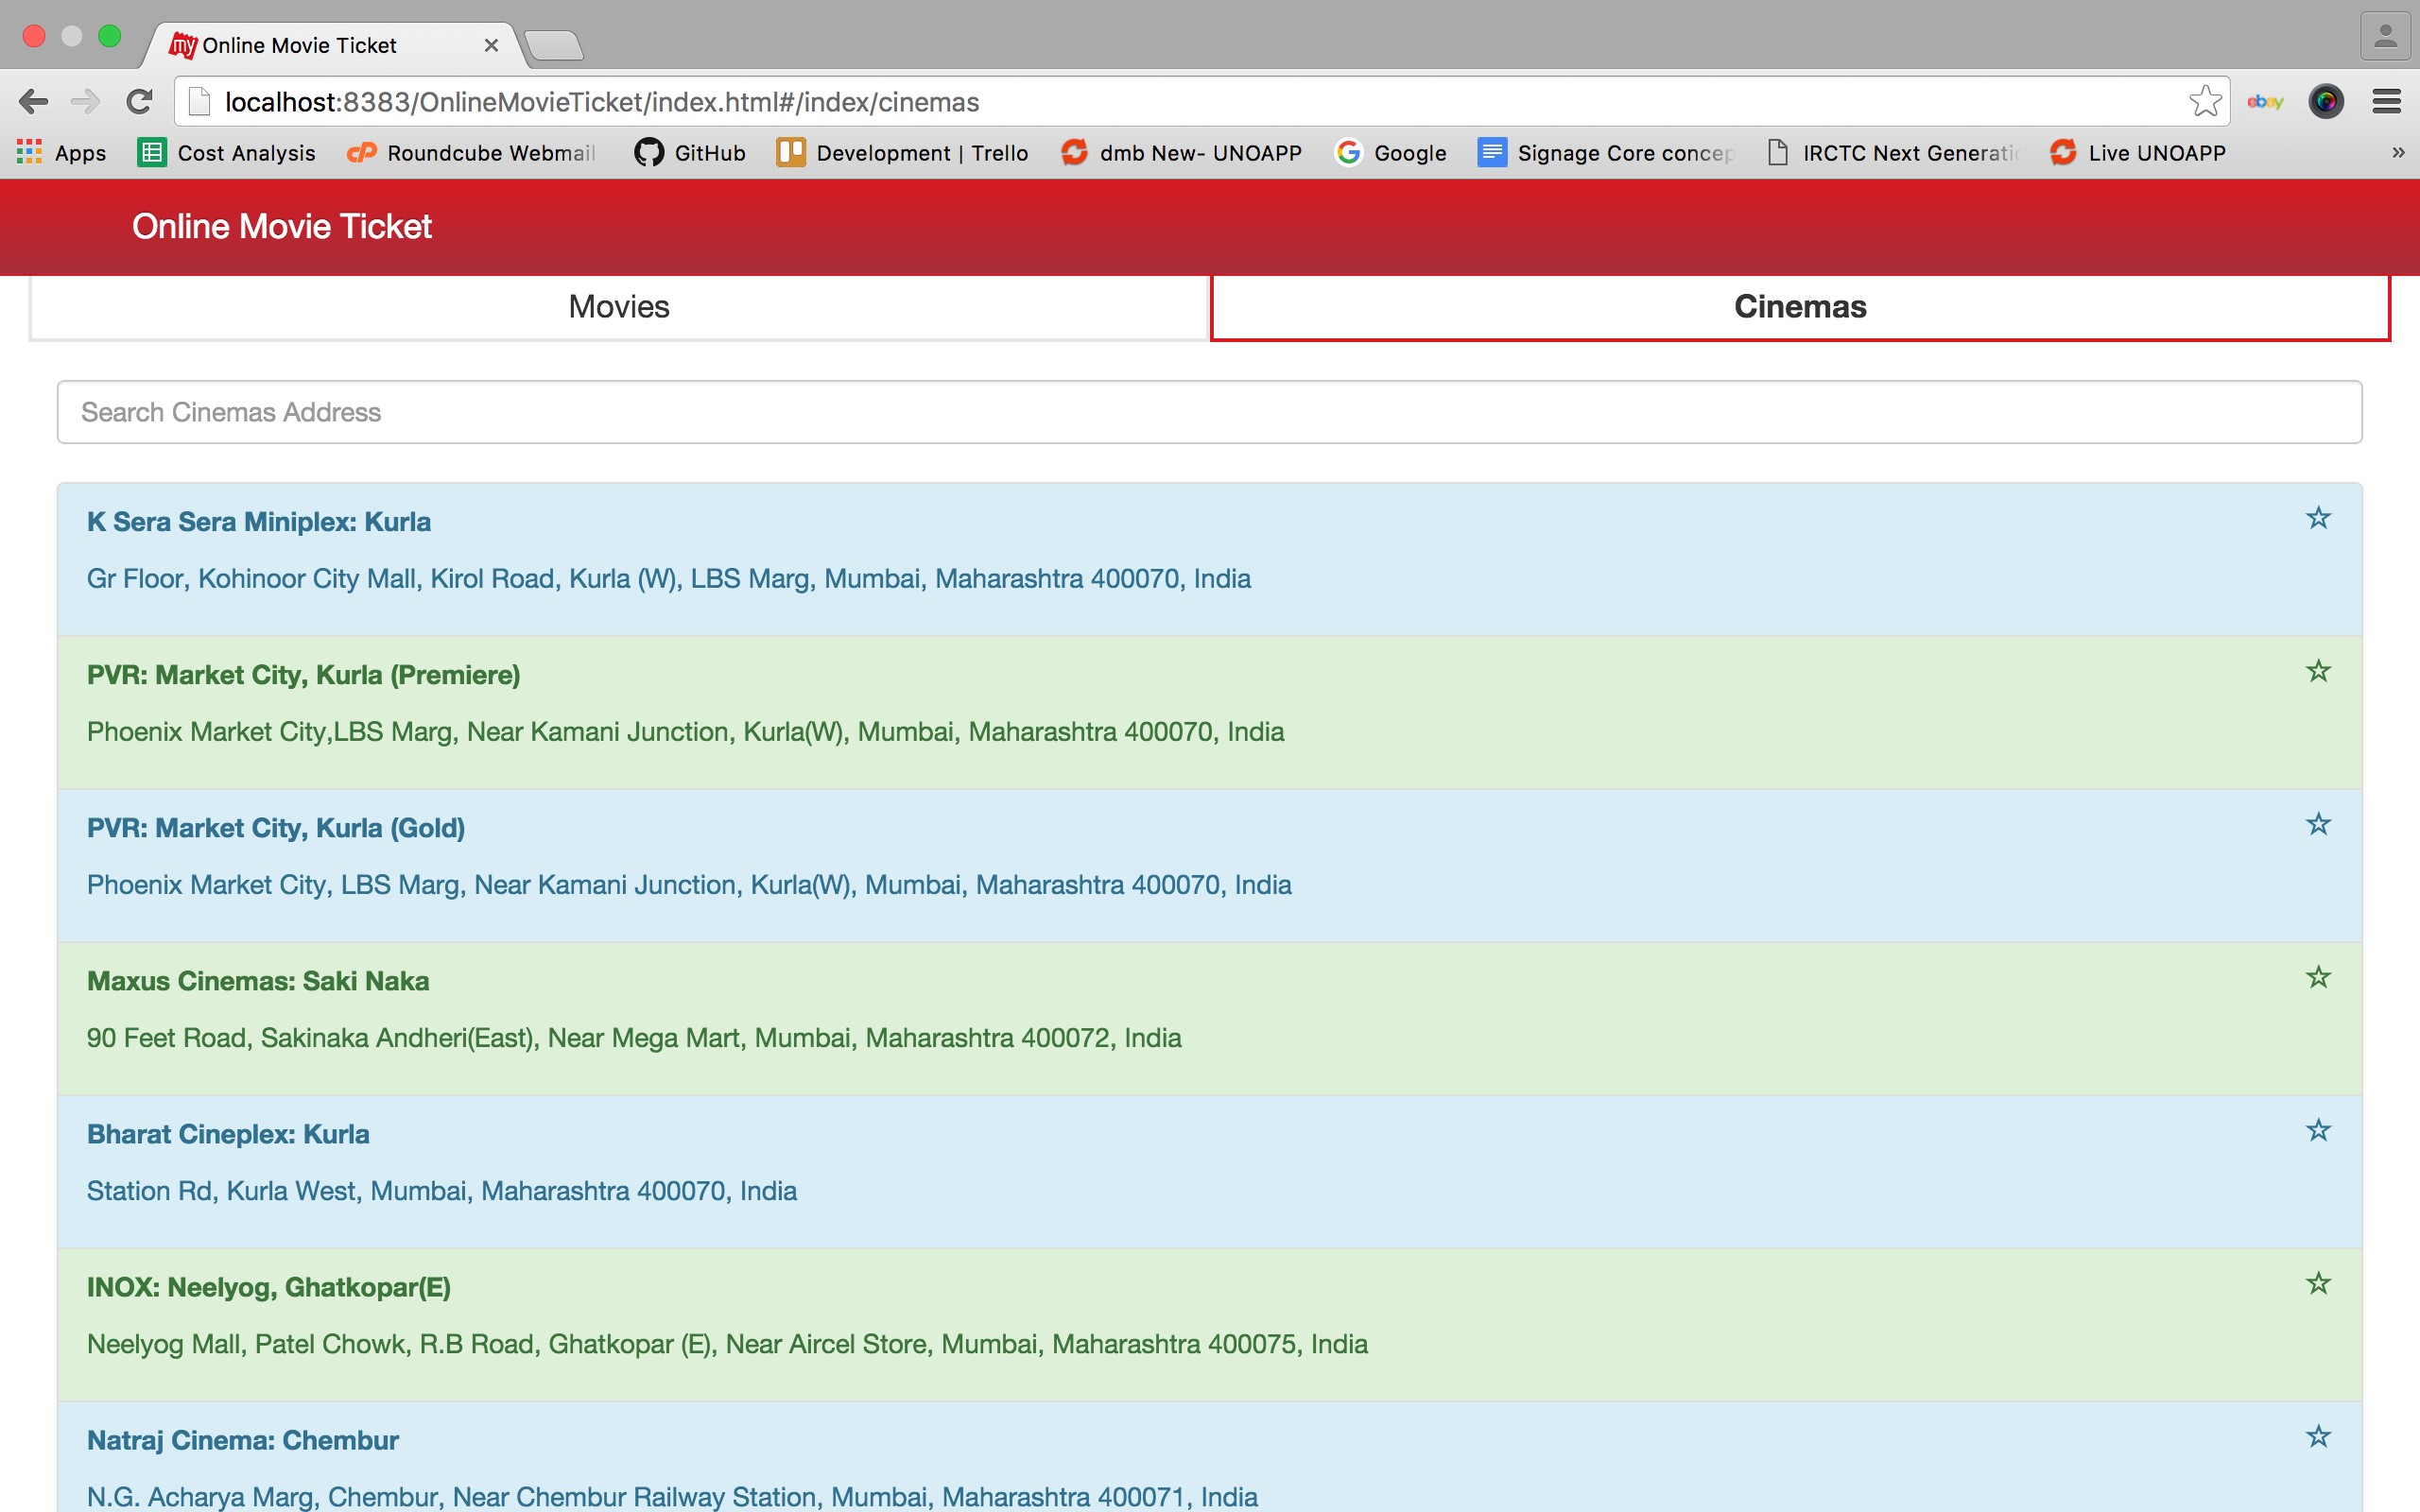 my Online Movie Ticket
localhost:8383/OnlineMovieTicket/index.html#/index/cinemas
ebay
Apps Cost Analysis cP Roundcube Webmail GitHub Development | Trello dmb New- UNOAPP Google Signage Core concep IRCTC Next Generatio Live UNOAPP »
Online Movie Ticket
Movies Cinemas
Search Cinemas Address
K Sera Sera Miniplex: Kurla
Gr Floor, Kohinoor City Mall, Kirol Road, Kurla (W), LBS Marg, Mumbai, Maharashtra 400070, India
PVR: Market City, Kurla (Premiere)
Phoenix Market City,LBS Marg, Near Kamani Junction, Kurla(W), Mumbai, Maharashtra 400070, India
PVR: Market City, Kurla (Gold)
Phoenix Market City, LBS Marg, Near Kamani Junction, Kurla(W), Mumbai, Maharashtra 400070, India
Maxus Cinemas: Saki Naka
90 Feet Road, Sakinaka Andheri(East), Near Mega Mart, Mumbai, Maharashtra 400072, India
Bharat Cineplex: Kurla
Station Rd, Kurla West, Mumbai, Maharashtra 400070, India
INOX: Neelyog, Ghatkopar(E)
Neelyog Mall, Patel Chowk, R.B Road, Ghatkopar (E), Near Aircel Store, Mumbai, Maharashtra 400075, India
Natraj Cinema: Chembur
N.G. Acharya Marg, Chembur, Near Chembur Railway Station, Mumbai, Maharashtra 400071, India